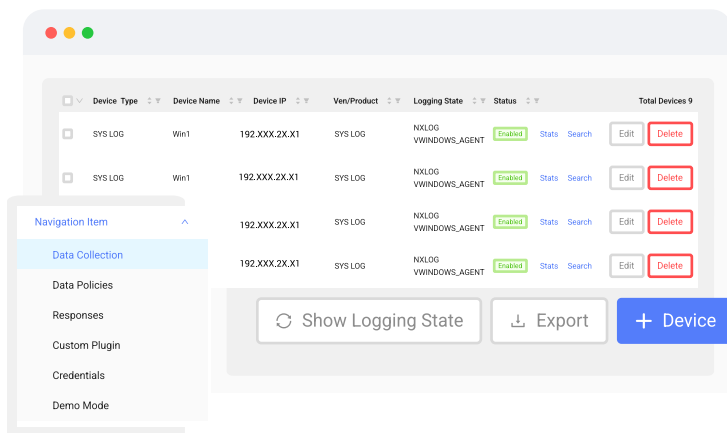 Device Type Device Name Device IP Ven/Product Logging State Status Total Devices 9
SYS LOG Win1 192.XXX.2X.X1 SYS LOG NXLOG VWINDOWS_AGENT Enabled Stats Search Edit Delete
SYS LOG Win1 192.XXX.2X.X1 SYS LOG NXLOG VWINDOWS_AGENT Enabled Stats Search Edit Delete
192.XXX.2X.X1 SYS LOG NXLOG VWINDOWS_AGENT Enabled Stats Search Edit Delete
192.XXX.2X.X1 SYS LOG NXLOG VWINDOWS_AGENT Enabled Stats Search Edit Delete
Navigation Item
Data Collection
Data Policies
Responses
Custom Plugin
Credentials
Demo Mode
Show Logging State Export + Device